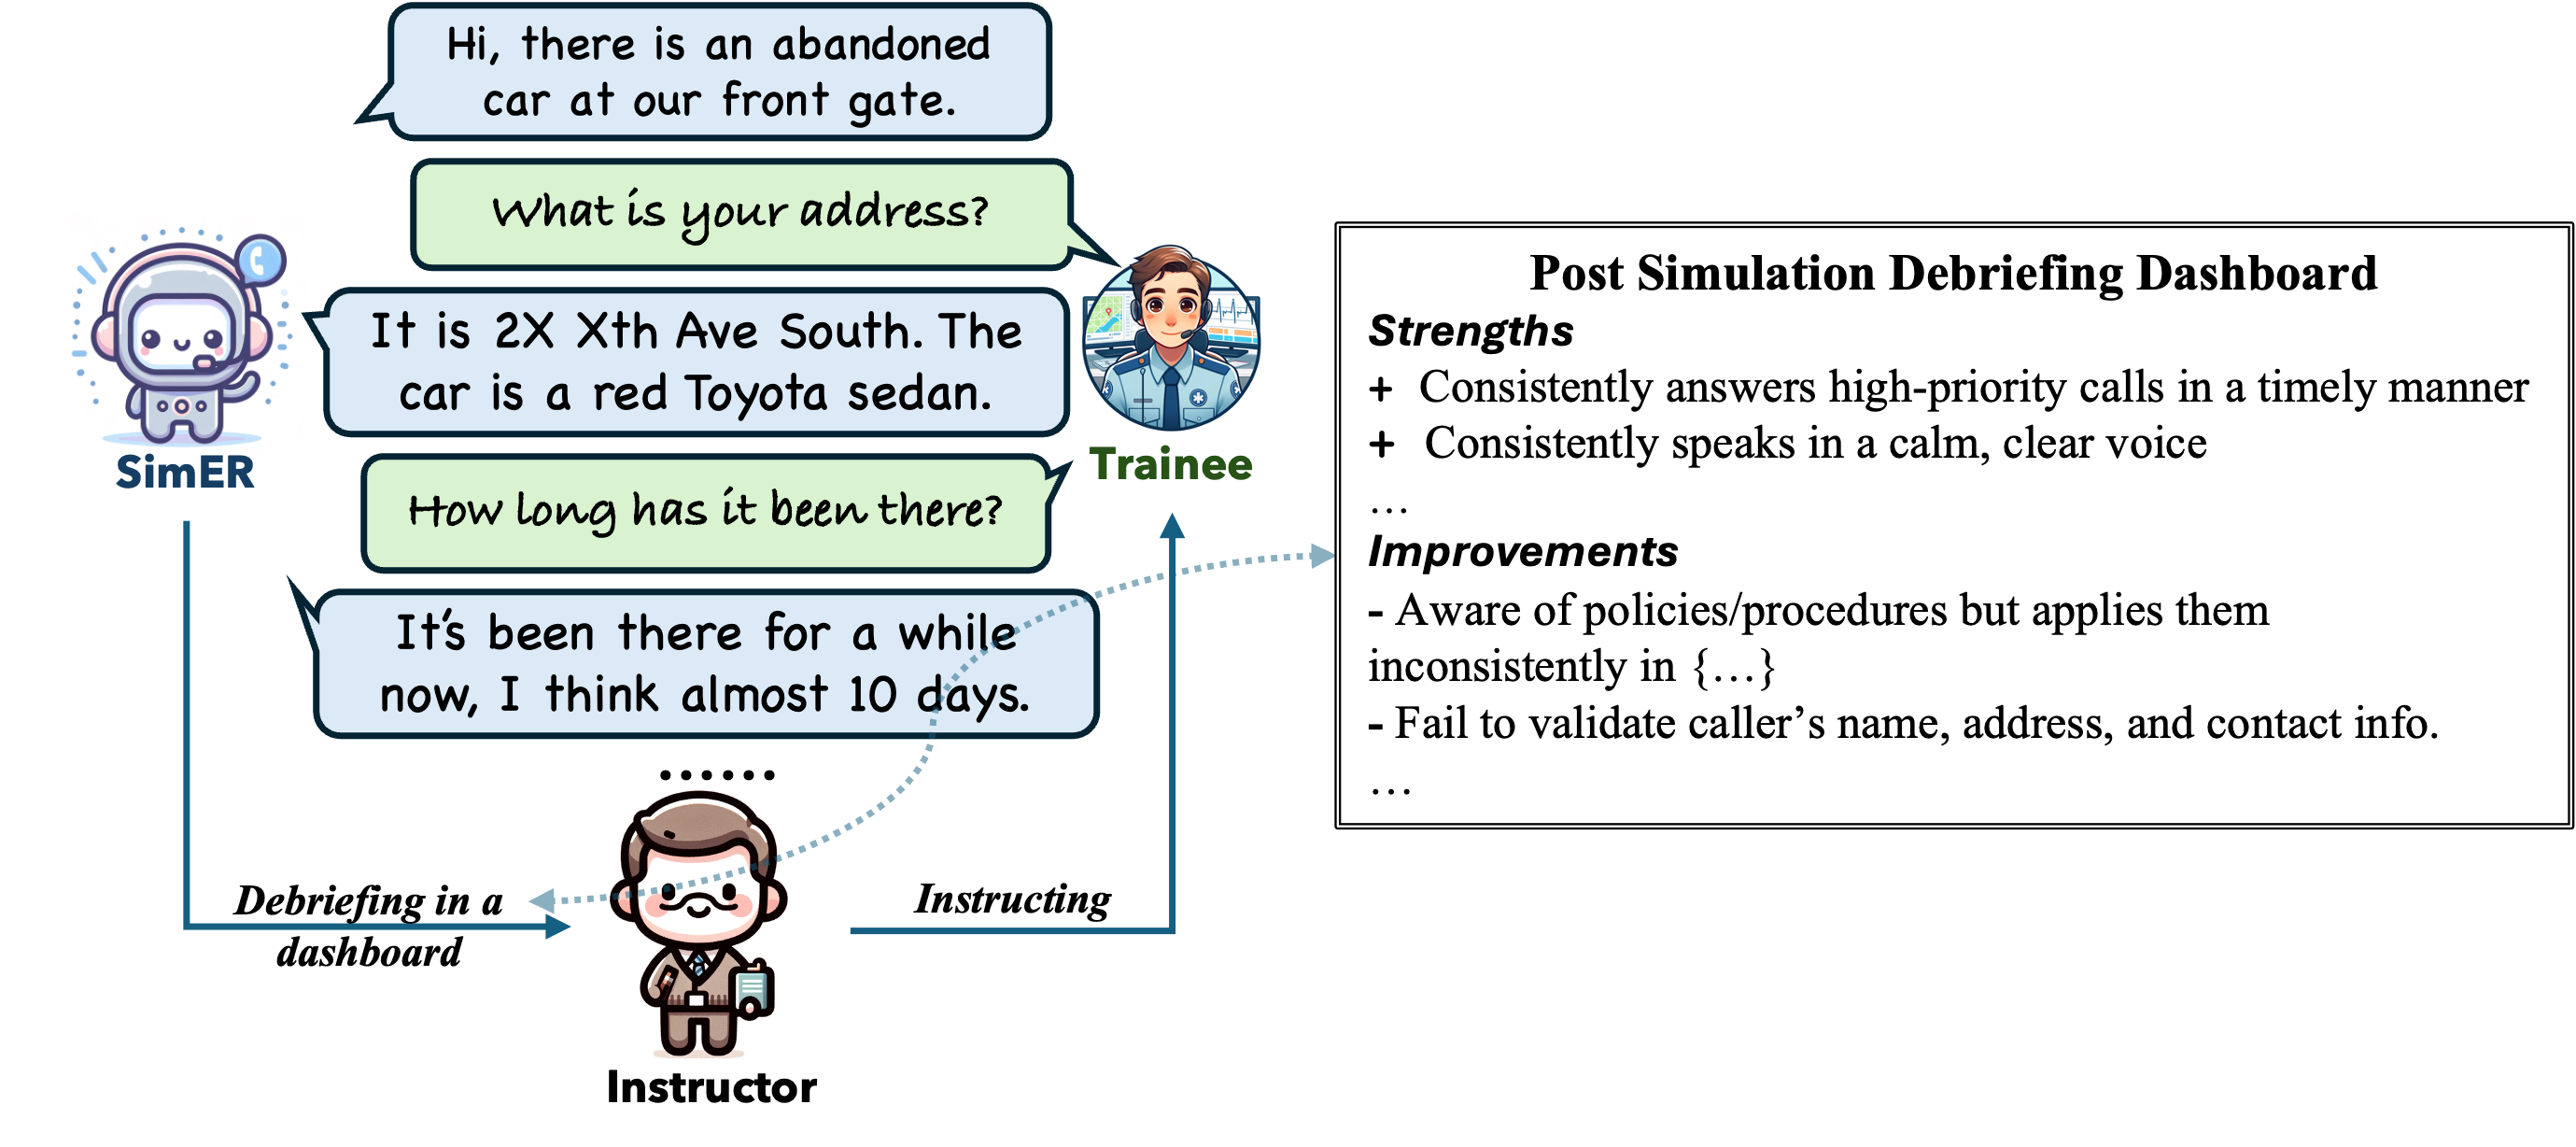 Hi, there is an abandoned
car at our front gate.
What is your address?
It is 2X Xth Ave South. The
car is a red Toyota sedan.
SimER
Trainee
How long has it been there?
It's been there for a while
now, I think almost 10 days.
......
Debriefing in a
dashboard
Instructing
Instructor
Post Simulation Debriefing Dashboard
Strengths
+ Consistently answers high-priority calls in a timely manner
+ Consistently speaks in a calm, clear voice
…
Improvements
- Aware of policies/procedures but applies them
inconsistently in {…}
- Fail to validate caller’s name, address, and contact info.
…